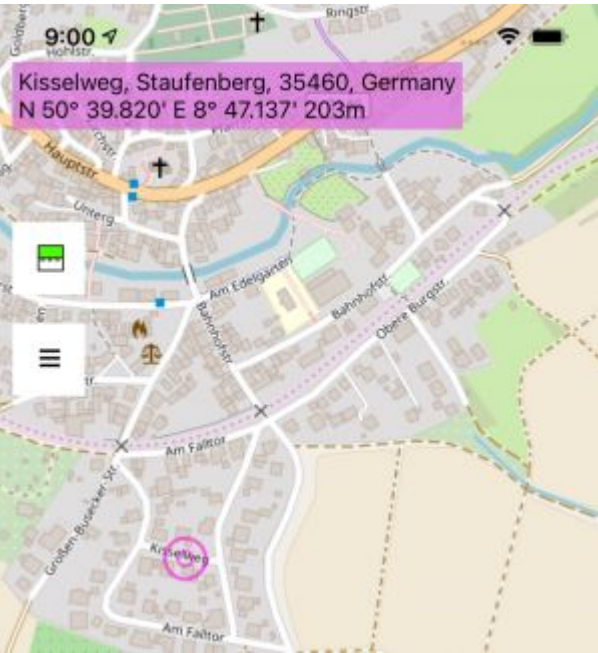 Ringstr
9:00
Hohlstr.
Goldberg
Kisselweg, Staufenberg, 35460, Germany
N 50° 39.820' E 8° 47.137' 203m
Hauptstr
Unterg.
Am Edelgarten
Bahnhofstr.
Bahnhofstr.
Obere Burgstr.
Am Falltor
Großen-Busecker-Str.
Kisselweg
Am Falltor